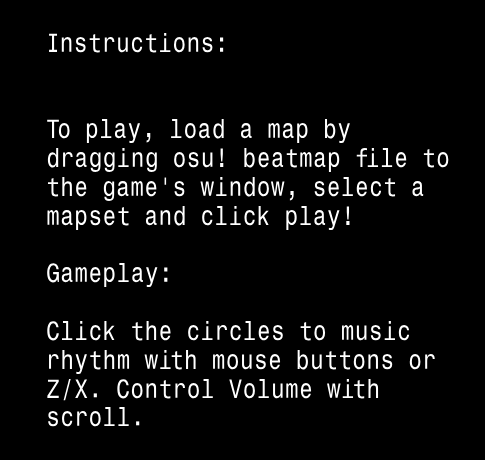 Instructions:
To play, load a map by
dragging osu! beatmap file to
the game's window, select a
mapset and click play!
Gameplay:
Click the circles to music
rhythm with mouse buttons or
Z/X. Control Volume with
scroll.